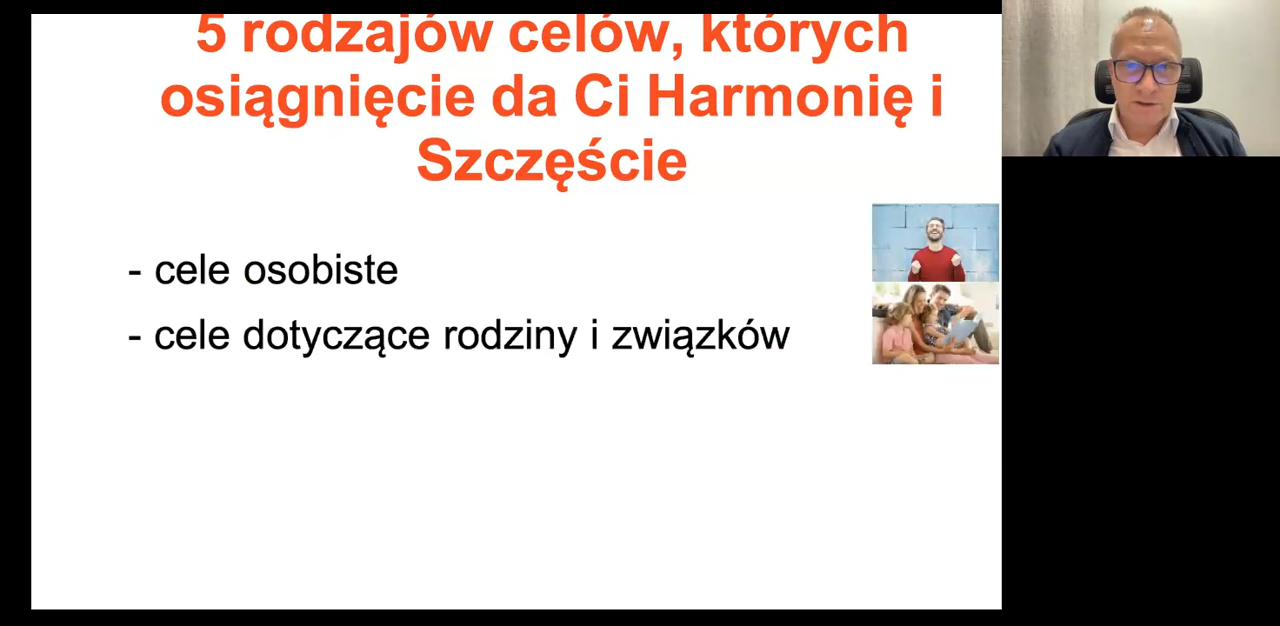 5 rodzajów celów, których
osiągnięcie da Ci Harmonię i
Szczęście
- cele osobiste
- cele dotyczące rodziny i związków